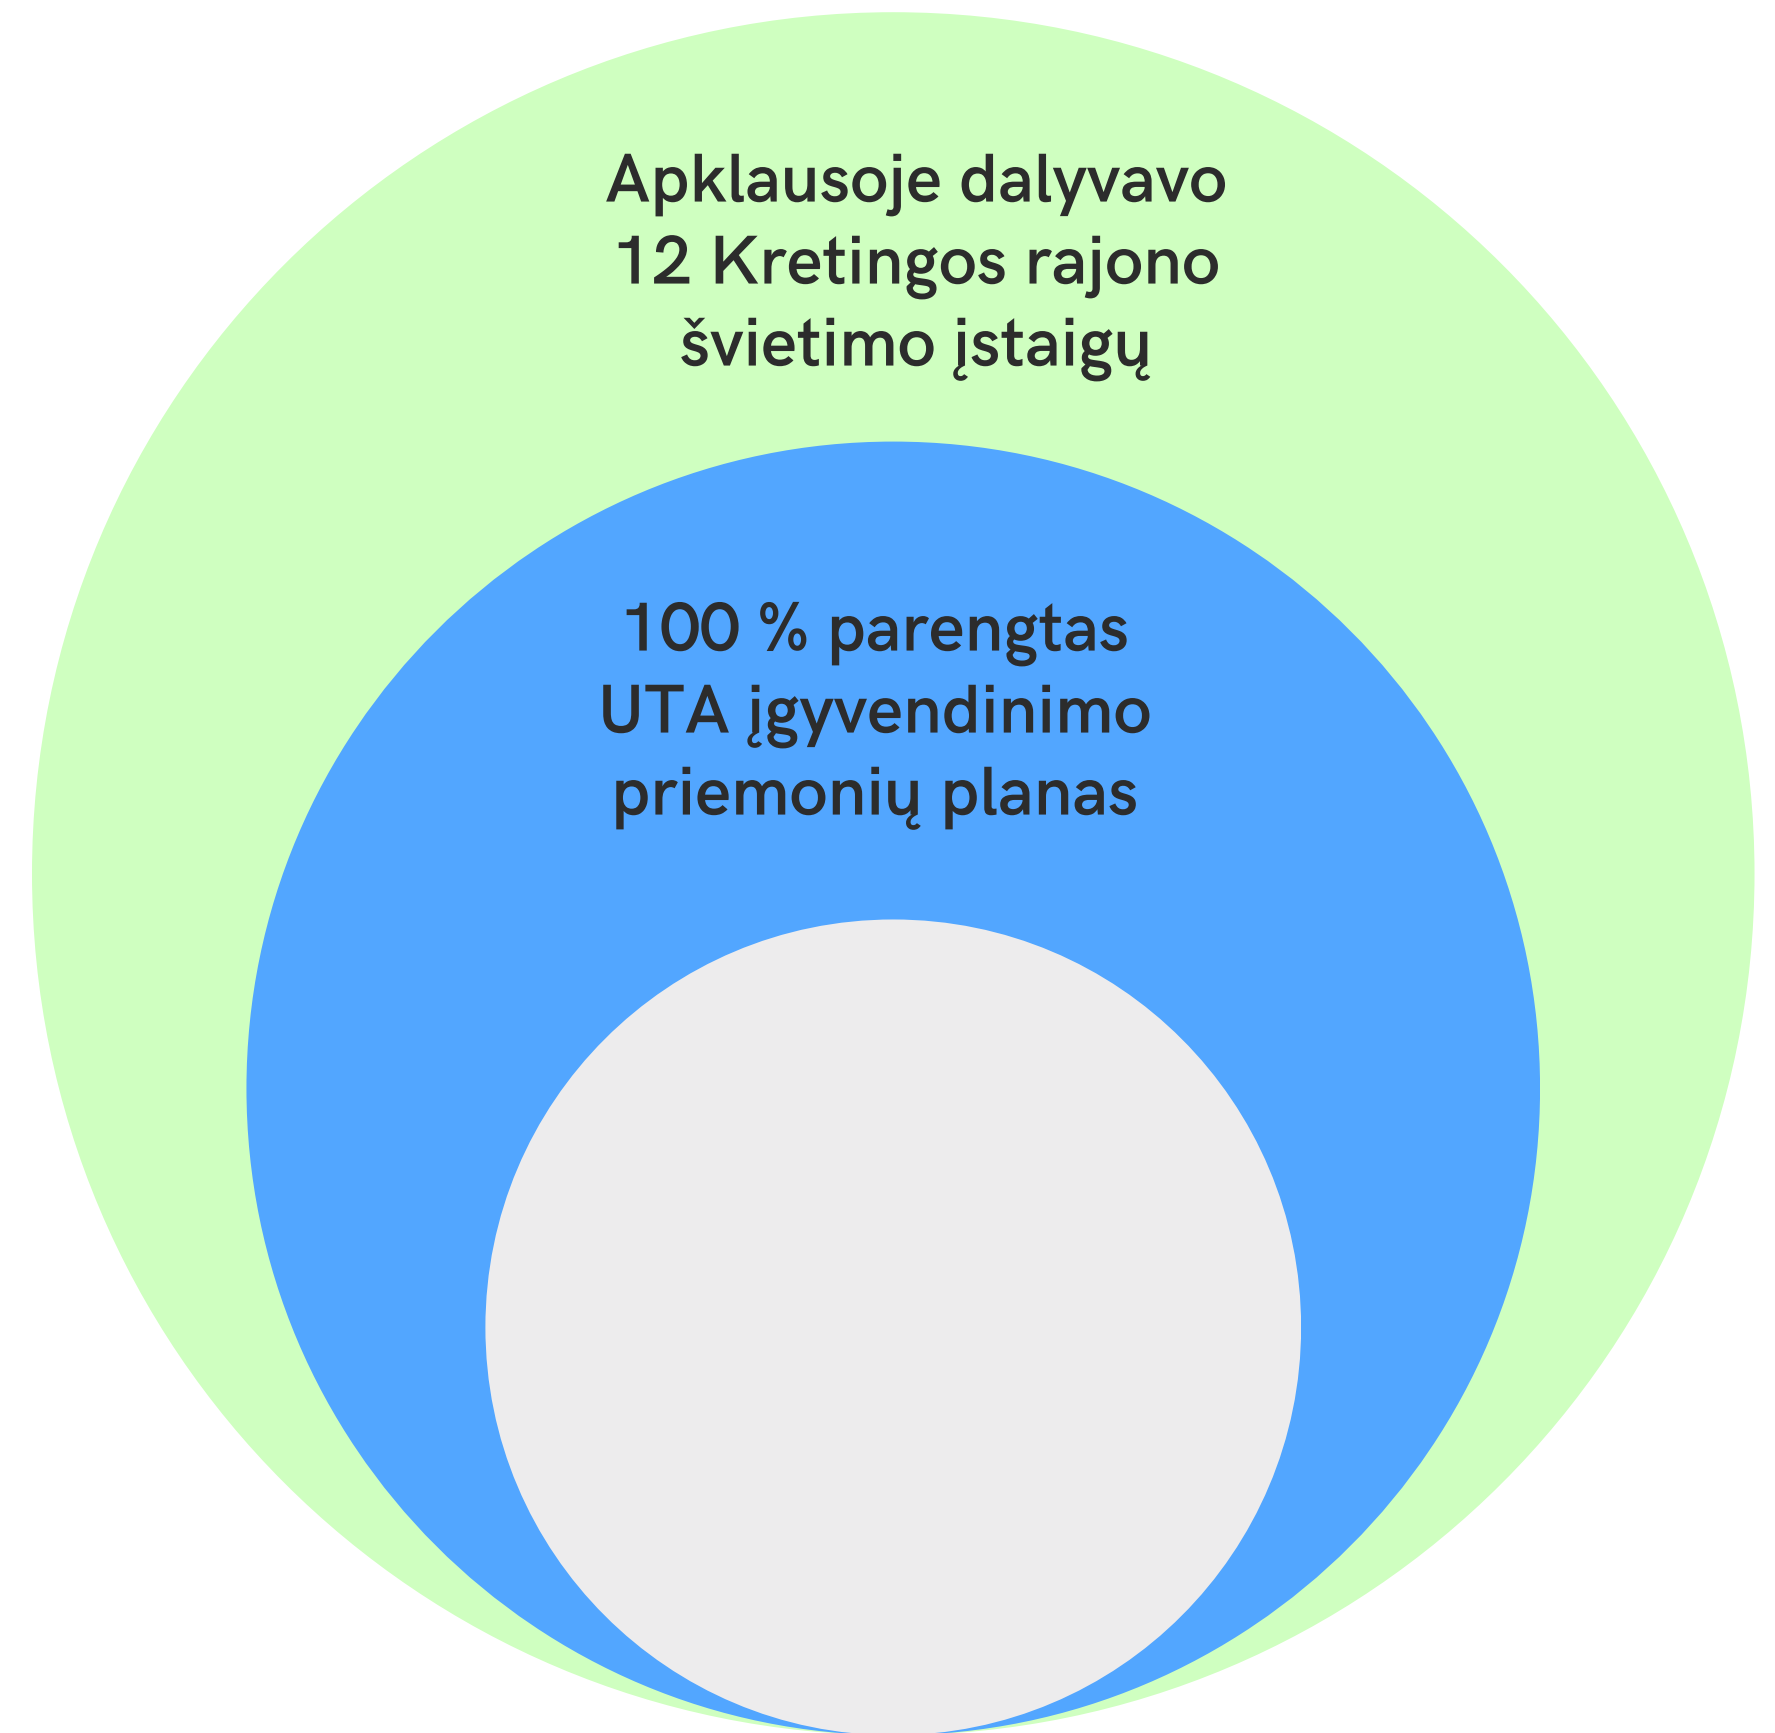 Apklausoje dalyvavo
12 Kretingos rajono
švietimo įstaigų
100 % parengtas
UTA įgyvendinimo
priemonių planas